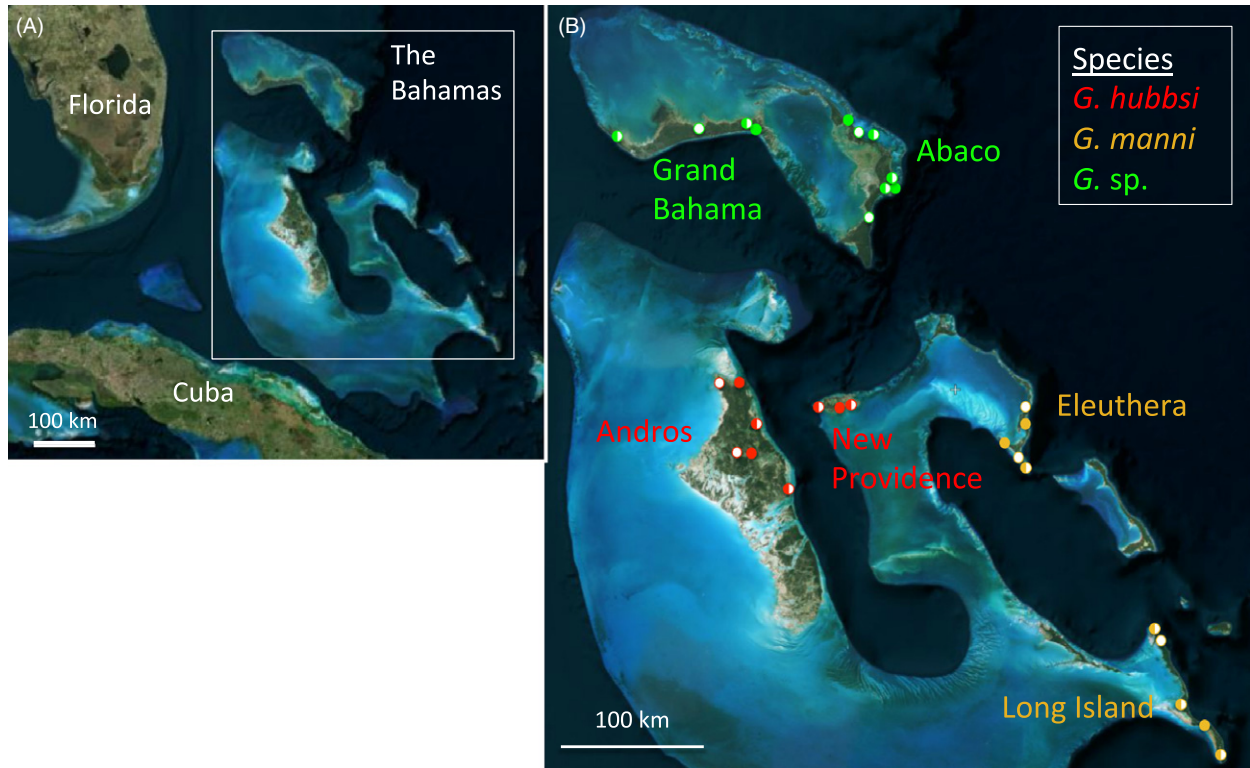 (A)
The
Bahamas
Florida
Cuba
100 km
(B)
Species
G. hubbsi
G. manni
G. sp.
Abaco
Grand
Bahama
Eleuthera
Andros
New
Providence
Long Island
100 km